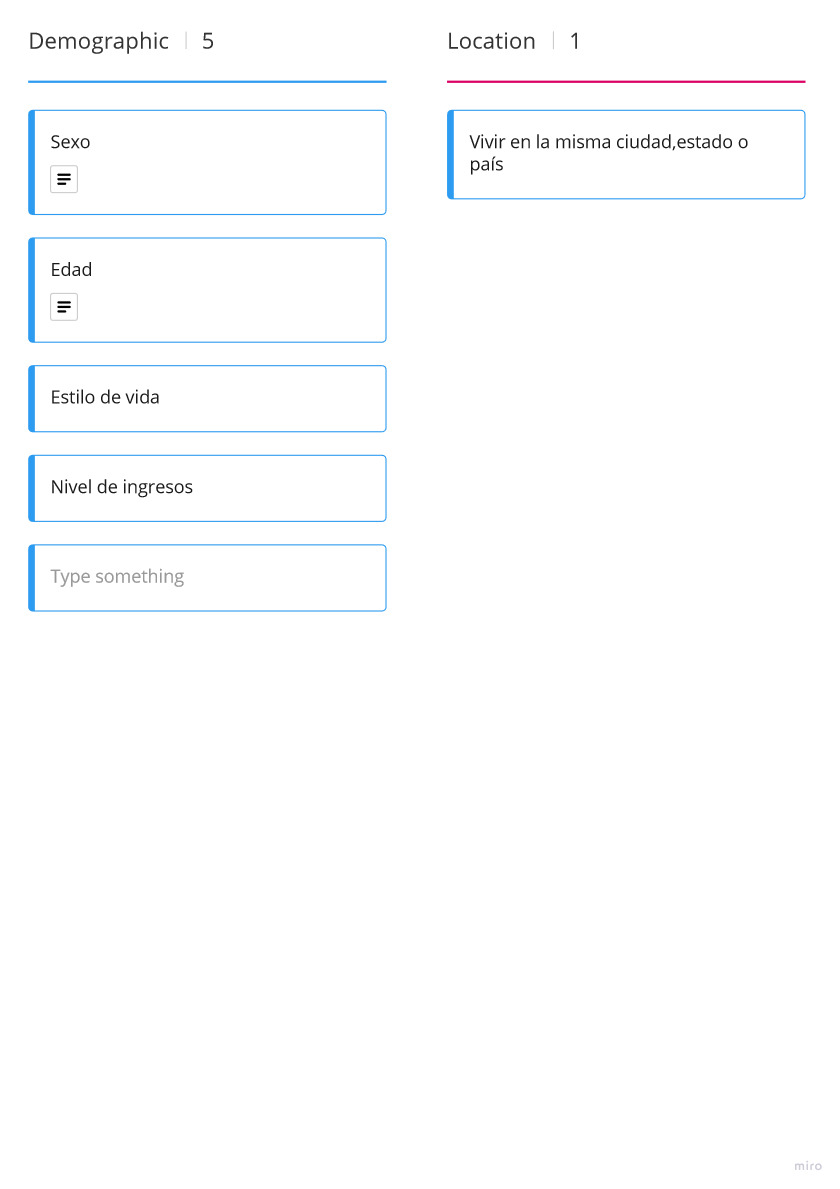 Demographic | 5
Sexo
Edad
Estilo de vida
Nivel de ingresos
Type something
Location | 1
Vivir en la misma ciudad,estado o
país
miro